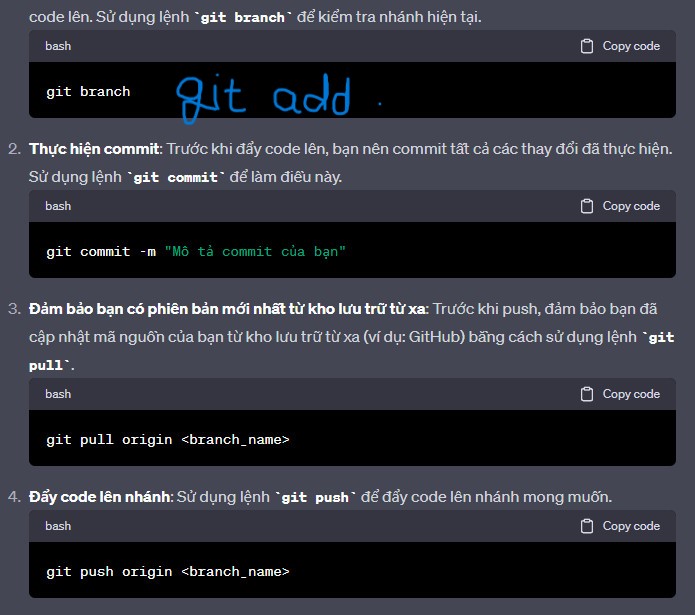 code lên. Sử dụng lệnh `git branch` để kiểm tra nhánh hiện tại.
bash Copy code
git branch git add .
2. Thực hiện commit: Trước khi đẩy code lên, bạn nên commit tất cả các thay đổi đã thực hiện.
Sử dụng lệnh `git commit` để làm điều này.
bash Copy code
git commit -m "Mô tả commit của bạn"
3. Đảm bảo bạn có phiên bản mới nhất từ kho lưu trữ từ xa: Trước khi push, đảm bảo bạn đã
cập nhật mã nguồn của bạn từ kho lưu trữ từ xa (ví dụ: GitHub) bằng cách sử dụng lệnh `git
pull`.
bash Copy code
git pull origin <branch_name>
4. Đẩy code lên nhánh: Sử dụng lệnh `git push` để đẩy code lên nhánh mong muốn.
bash Copy code
git push origin <branch_name>